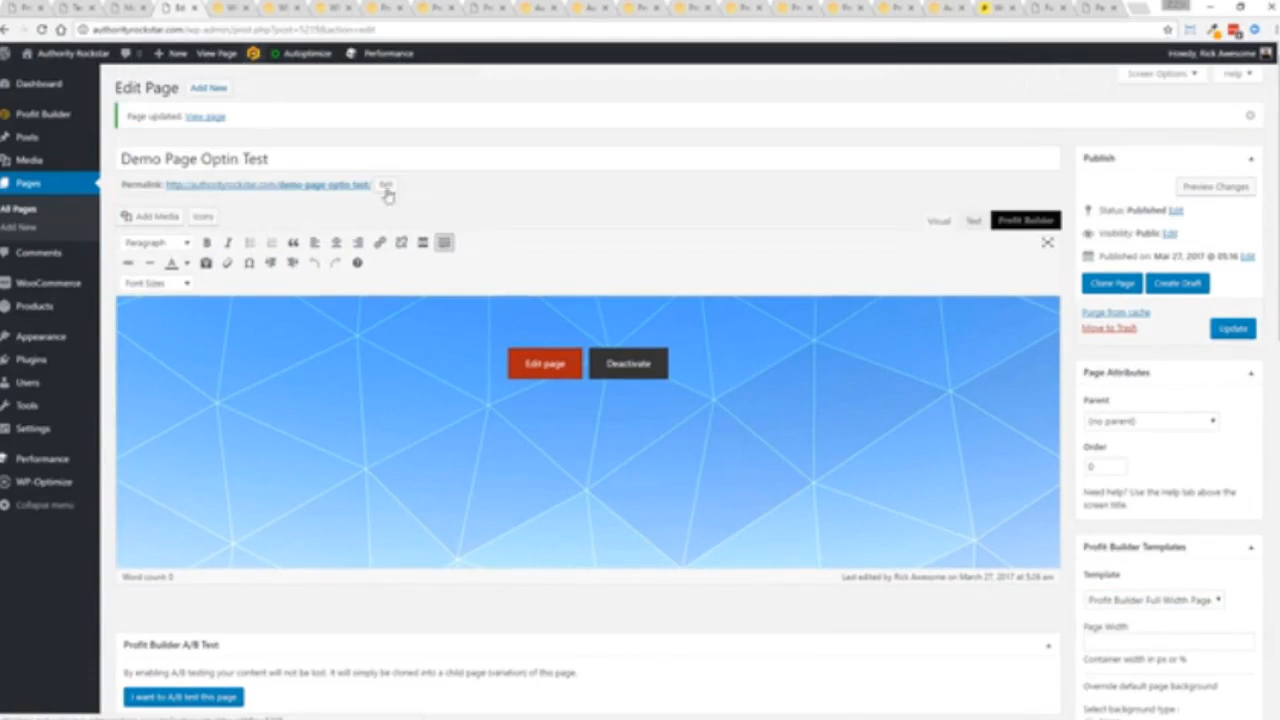 authorityrockstar.com/wp-admin/post.php?post=5219&action=edit
Authority Rockstar + New View Page Autoptimize Performance Howdy, Rick Awesome
Screen Options Help
Dashboard
Profit Builder
Posts
Media
Pages
All Pages
Add New
Comments
WooCommerce
Products
Appearance
Plugins
Users
Tools
Settings
Performance
WP-Optimize
Collapse menu
Edit Page Add New
Page updated. View page
Demo Page Optin Test
Permalink: http://authorityrockstar.com/demo-page-optin-test/ Edit
Add Media Icons
Visual Text Profit Builder
Paragraph
Font Sizes
Edit page Deactivate
Word count: 0 Last edited by Rick Awesome on March 27, 2017 at 5:26 am
Profit Builder A/B Test
By enabling A/B testing your content will not be lost. It will simply be cloned into a child page (variation) of this page.
I want to A/B test this page
Publish
Preview Changes
Status: Published Edit
Visibility: Public Edit
Published on: Mar 27, 2017 @ 05:16 Edit
Clone Page Create Draft
Purge from cache
Move to Trash Update
Page Attributes
Parent
(no parent)
Order
0
Need help? Use the Help tab above the
screen title.
Profit Builder Templates
Template
Profit Builder Full Width Page
Page Width
Container width in px or %
Override default page background
Select background type :